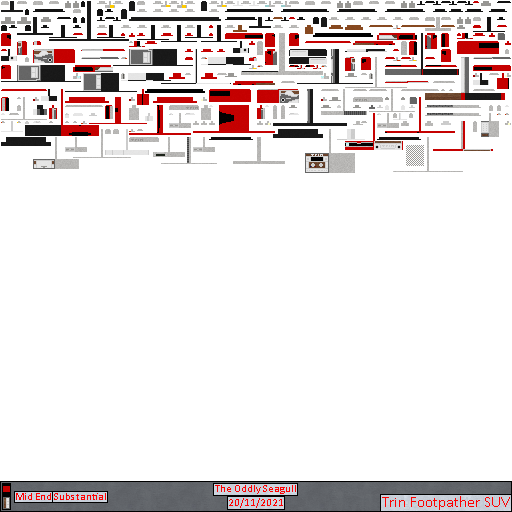 Mid End Substantial
The Oddly Seagull
20/11/2021
Trin Footpather SUV